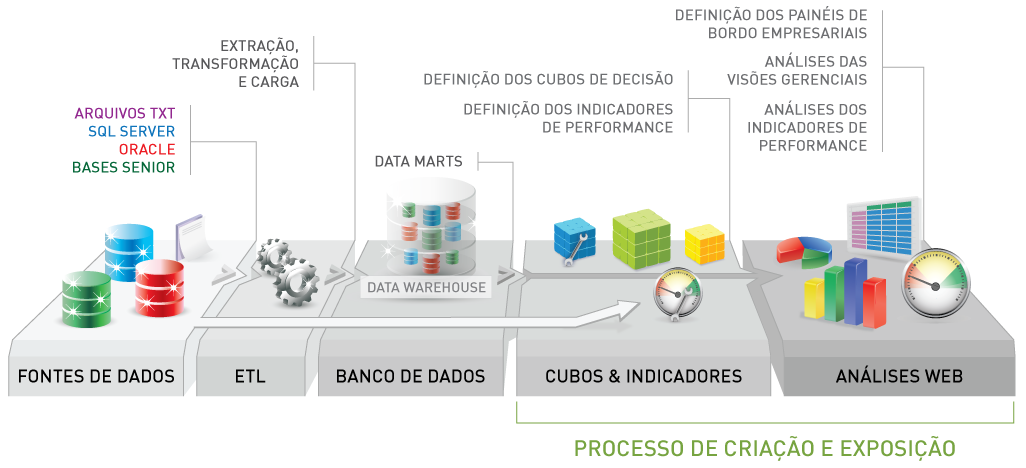 DEFINIÇÃO DOS PAINÉIS DE
BORDO EMPRESARIAIS
ANÁLISES DAS
VISÕES GERENCIAIS
ANÁLISES DOS
INDICADORES DE
PERFORMANCE
EXTRAÇÃO,
TRANSFORMAÇÃO
E CARGA
DEFINIÇÃO DOS CUBOS DE DECISÃO
DEFINIÇÃO DOS INDICADORES
DE PERFORMANCE
ARQUIVOS TXT
SQL SERVER
ORACLE
BASES SENIOR
DATA MARTS
DATA WAREHOUSE
FONTES DE DADOS
ETL
BANCO DE DADOS
CUBOS & INDICADORES
ANÁLISES WEB
PROCESSO DE CRIAÇÃO E EXPOSIÇÃO